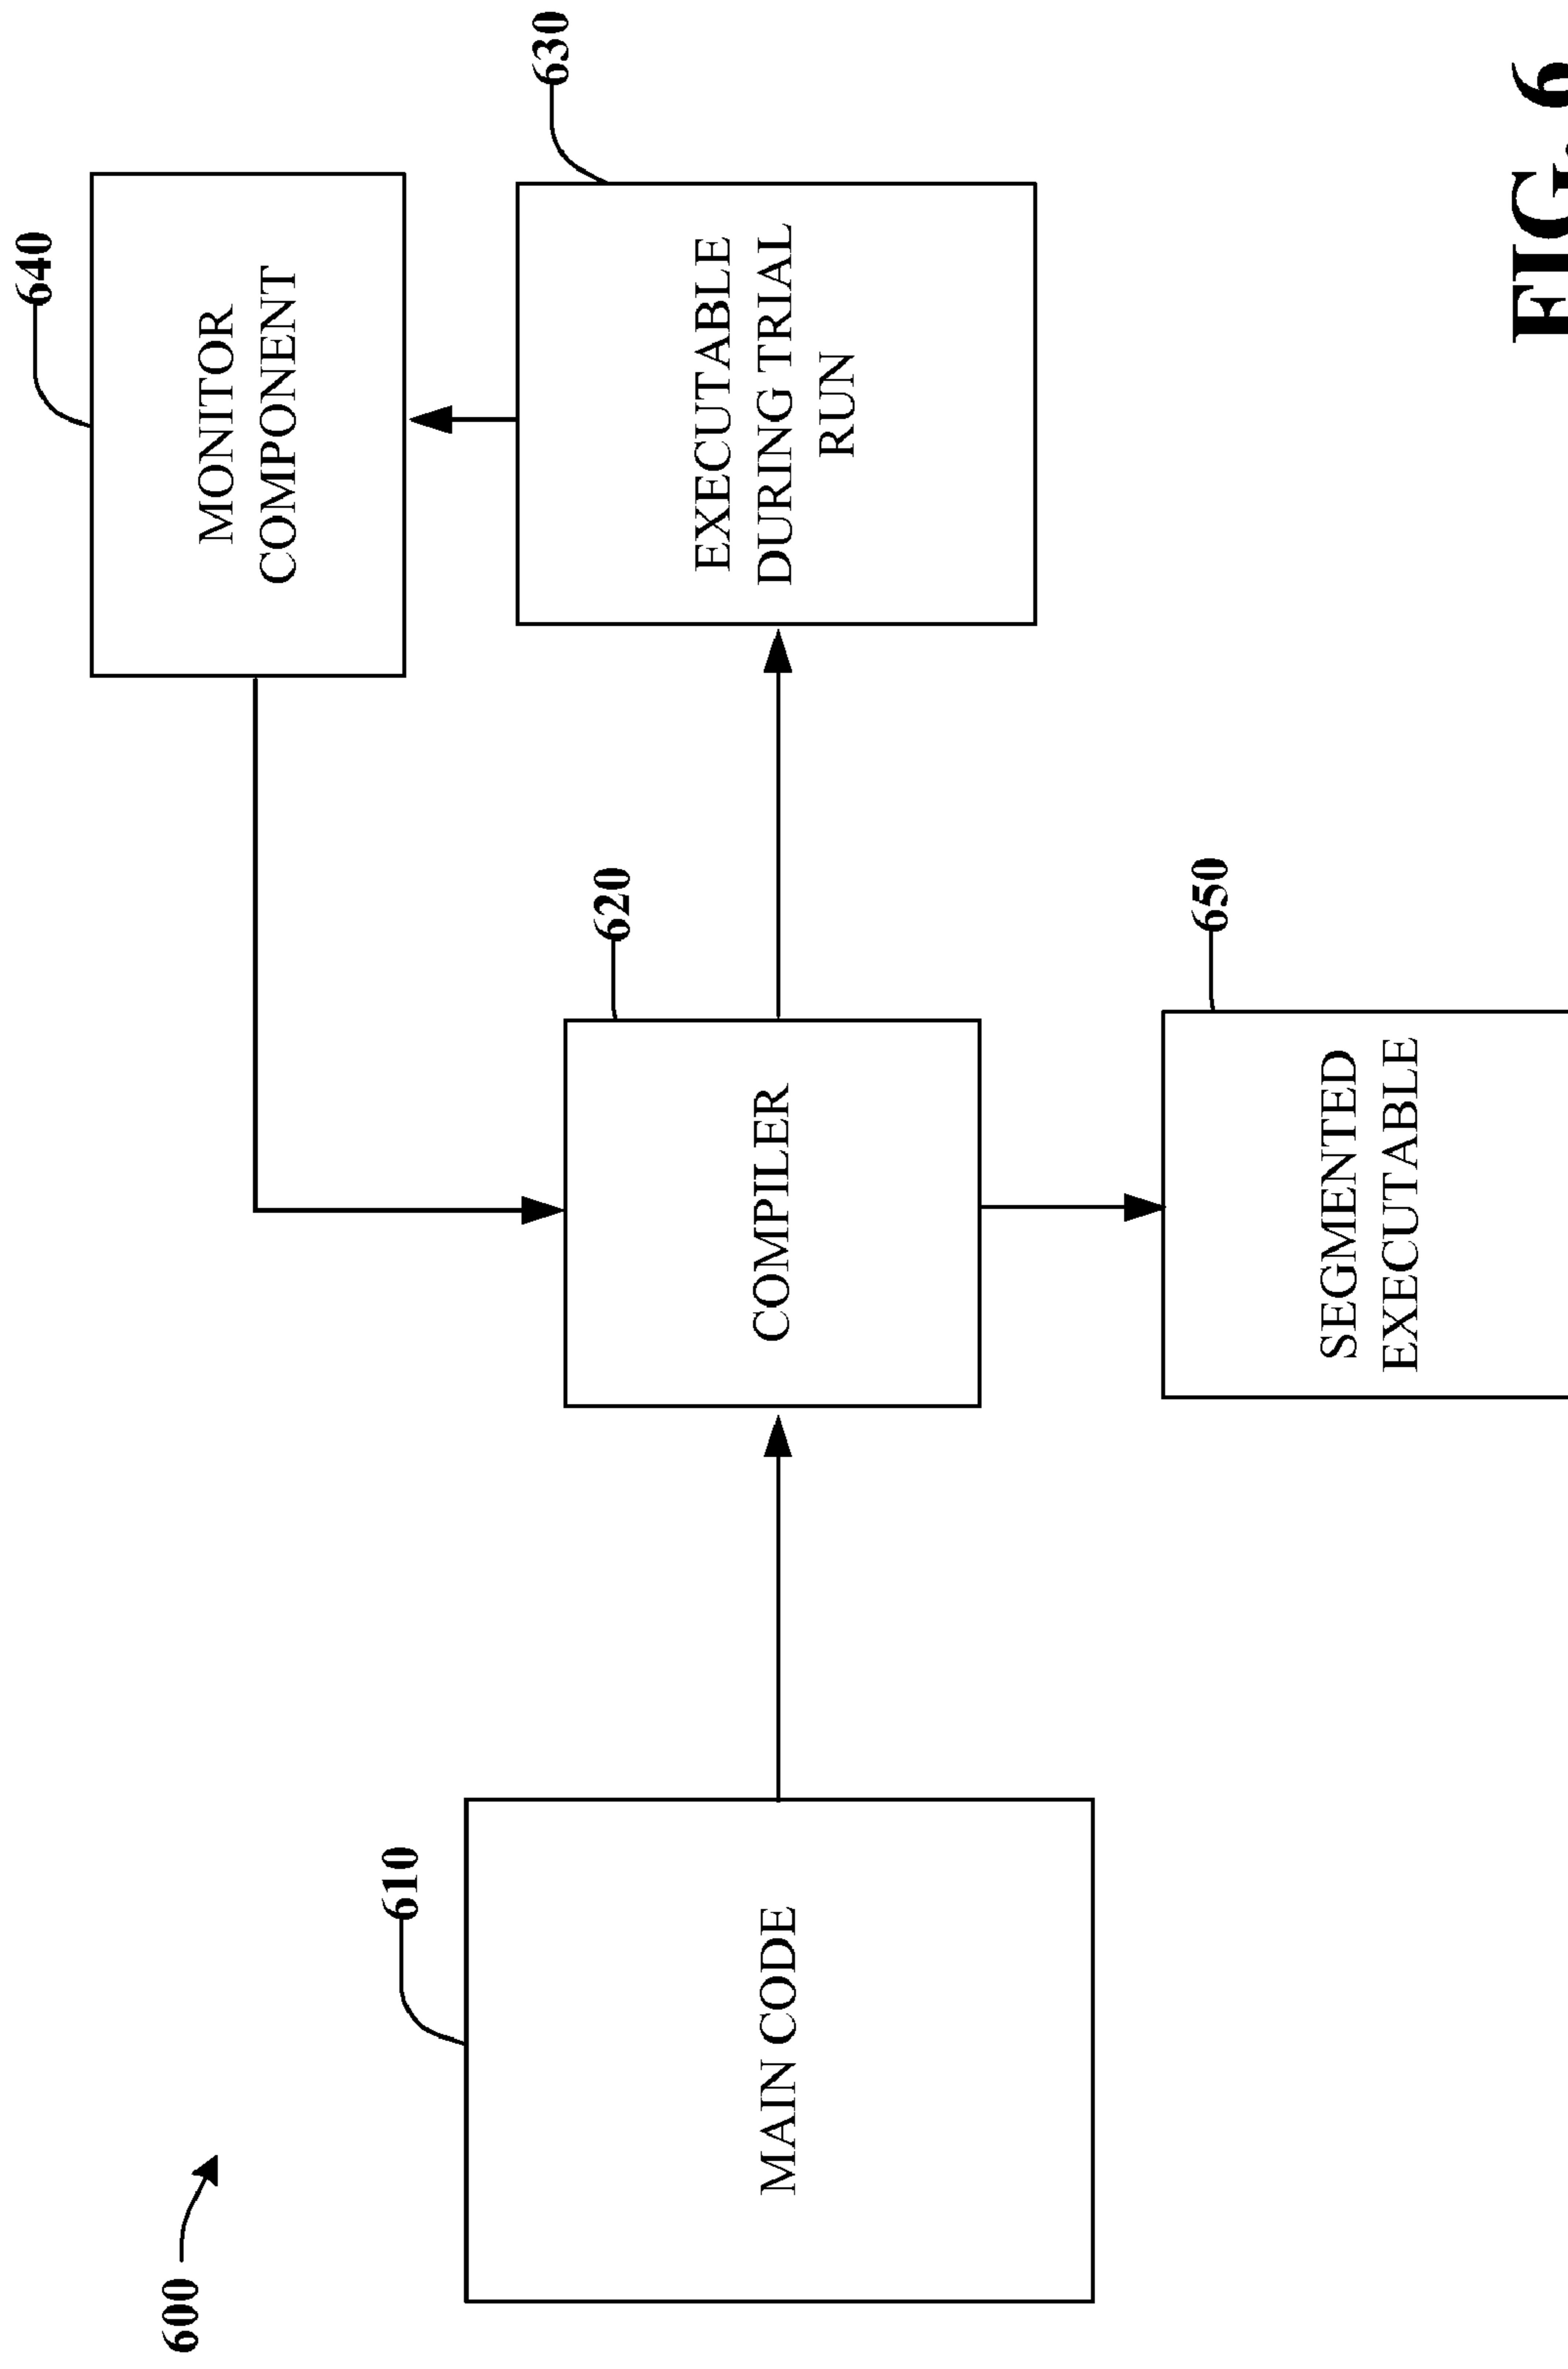 600
640
MONITOR
COMPONENT
610
620
630
MAIN CODE
COMPILER
EXECUTABLE
DURING TRIAL
RUN
650
SEGMENTED
EXECUTABLE
FIG. 6